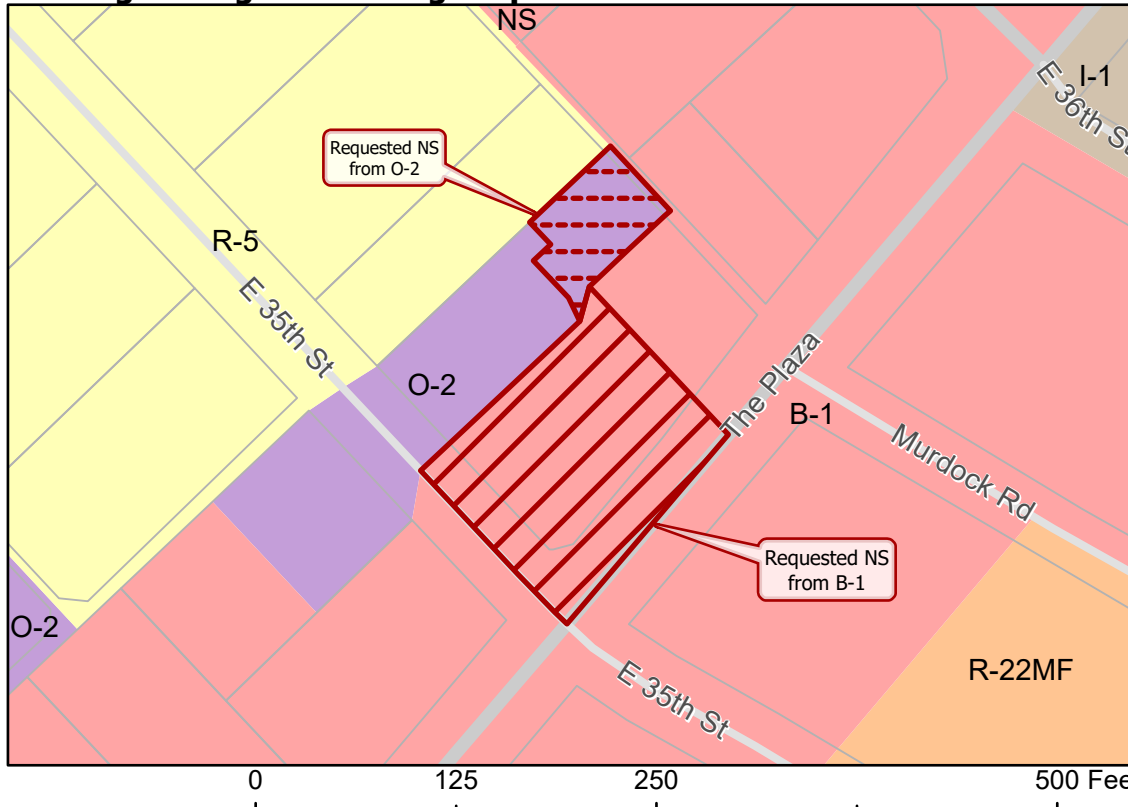 NS
I-1
E 36th St
Requested NS
from O-2
R-5
E 35th St
O-2
The Plaza
B-1
Murdock Rd
Requested NS
from B-1
O-2
R-22MF
E 35th St
0 125 250 500 Fee